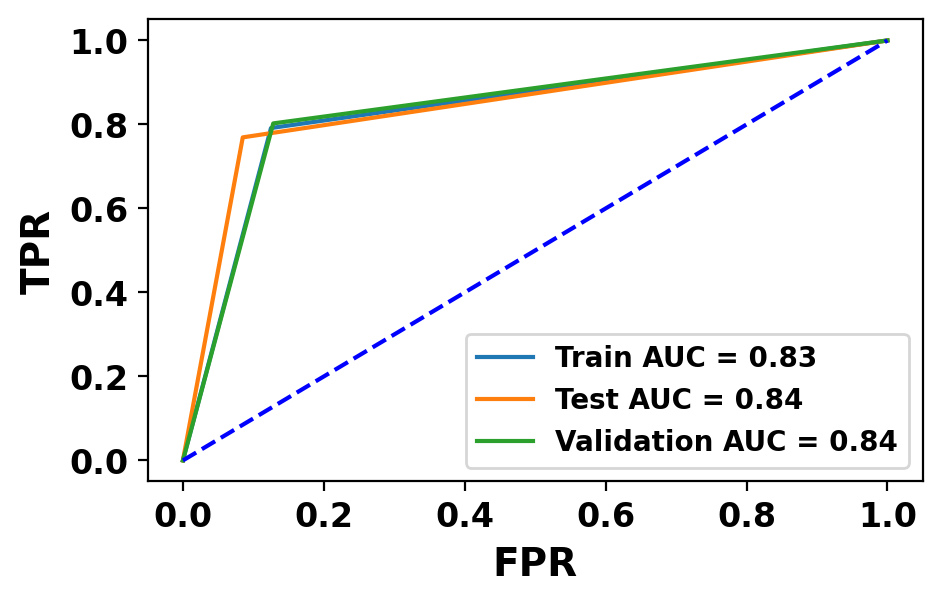 1.0
0.8
0.6
0.4
0.2
0.0
TPR
Train AUC = 0.83
Test AUC = 0.84
Validation AUC = 0.84
0.0 0.2 0.4 0.6 0.8 1.0
FPR